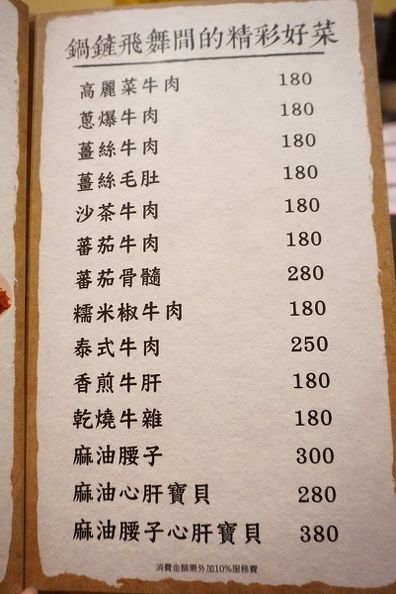 鍋鏟飛舞間的精彩好菜
高麗菜牛肉 180
蔥爆牛肉 180
薑絲牛肉 180
薑絲毛肚 180
沙茶牛肉 180
蕃茄牛肉 180
蕃茄骨髓 280
糯米椒牛肉 180
泰式牛肉 250
香煎牛肝 180
乾燒牛雜 180
麻油腰子 300
麻油心肝寶貝 280
麻油腰子心肝寶貝 380
消費金額需外加10%服務費